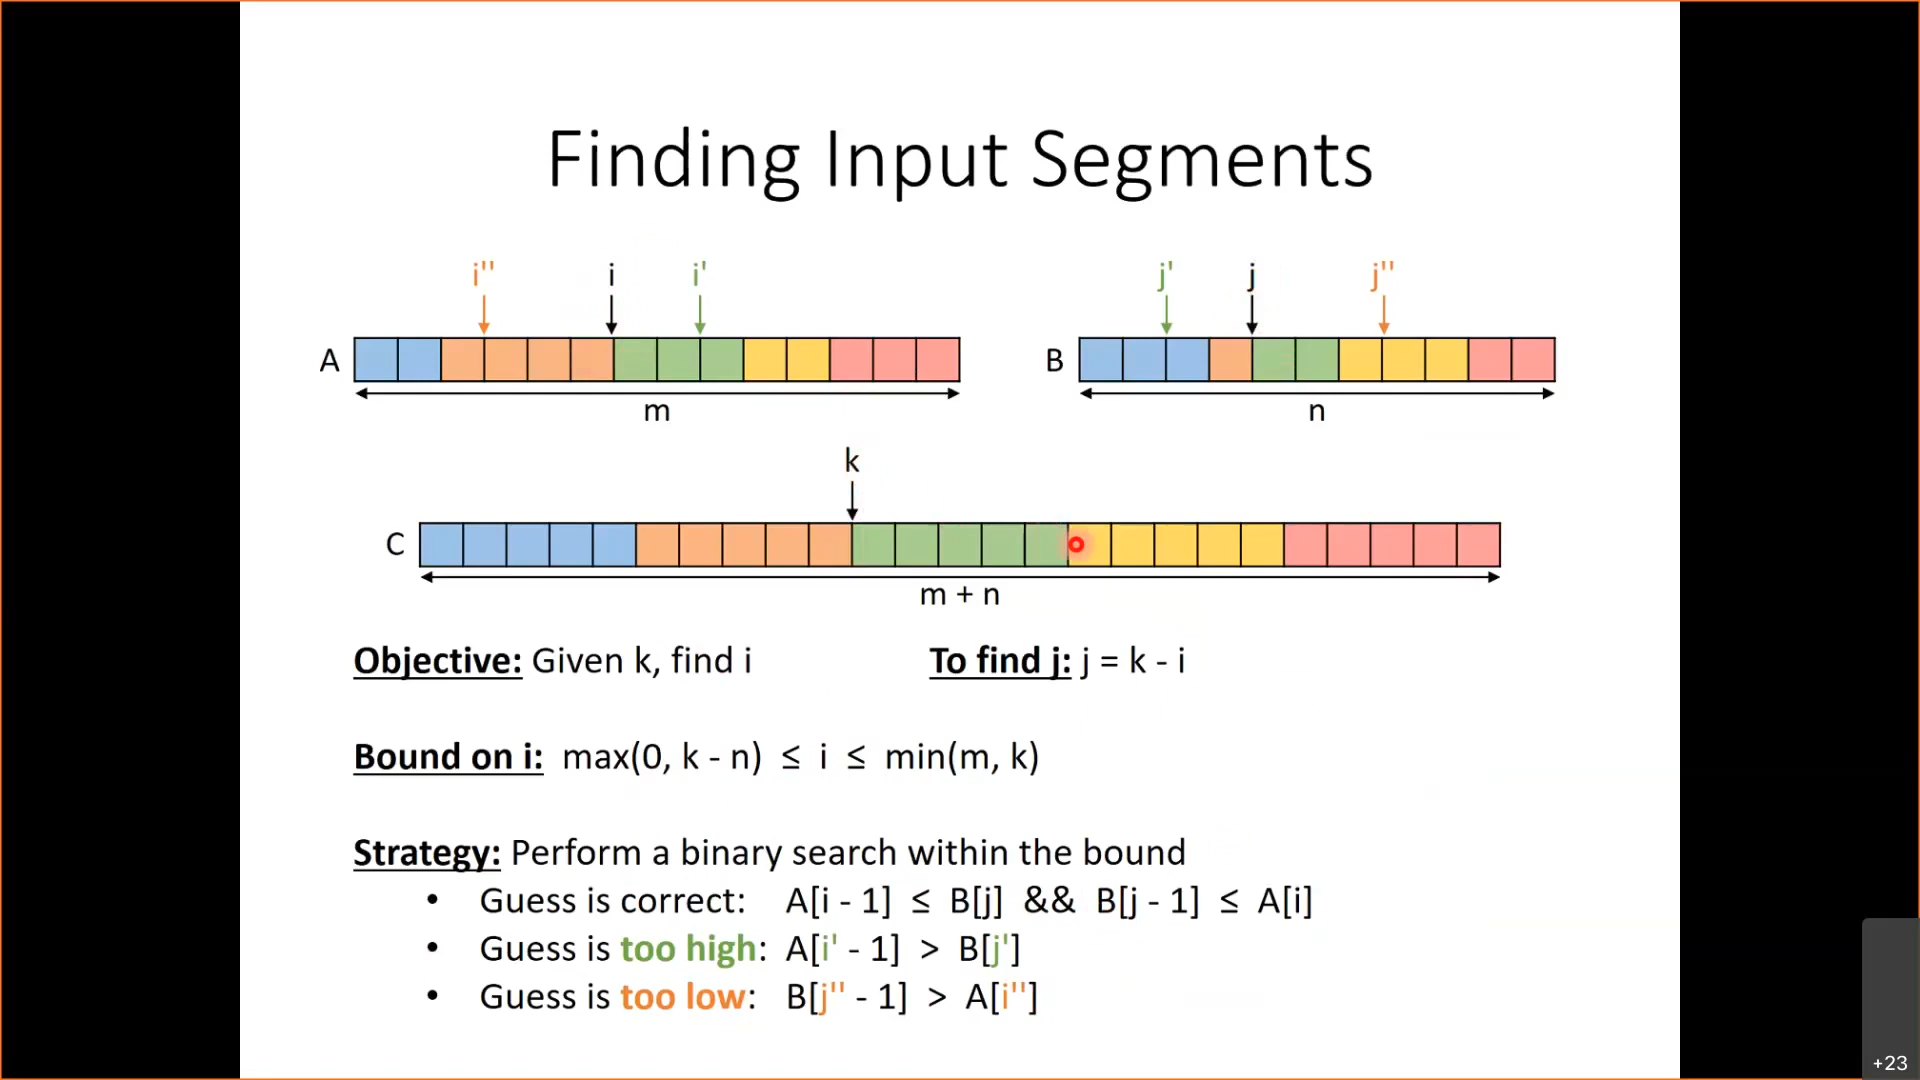 Finding Input Segments
i'' i i' j' j j''
A B
m n
k
C
m + n
Objective: Given k, find i To find j: j = k - i
Bound on i: max(0, k - n) ≤ i ≤ min(m, k)
Strategy: Perform a binary search within the bound
• Guess is correct: A[i - 1] ≤ B[j] && B[j - 1] ≤ A[i]
• Guess is too high: A[i' - 1] > B[j']
• Guess is too low: B[j'' - 1] > A[i'']
+23